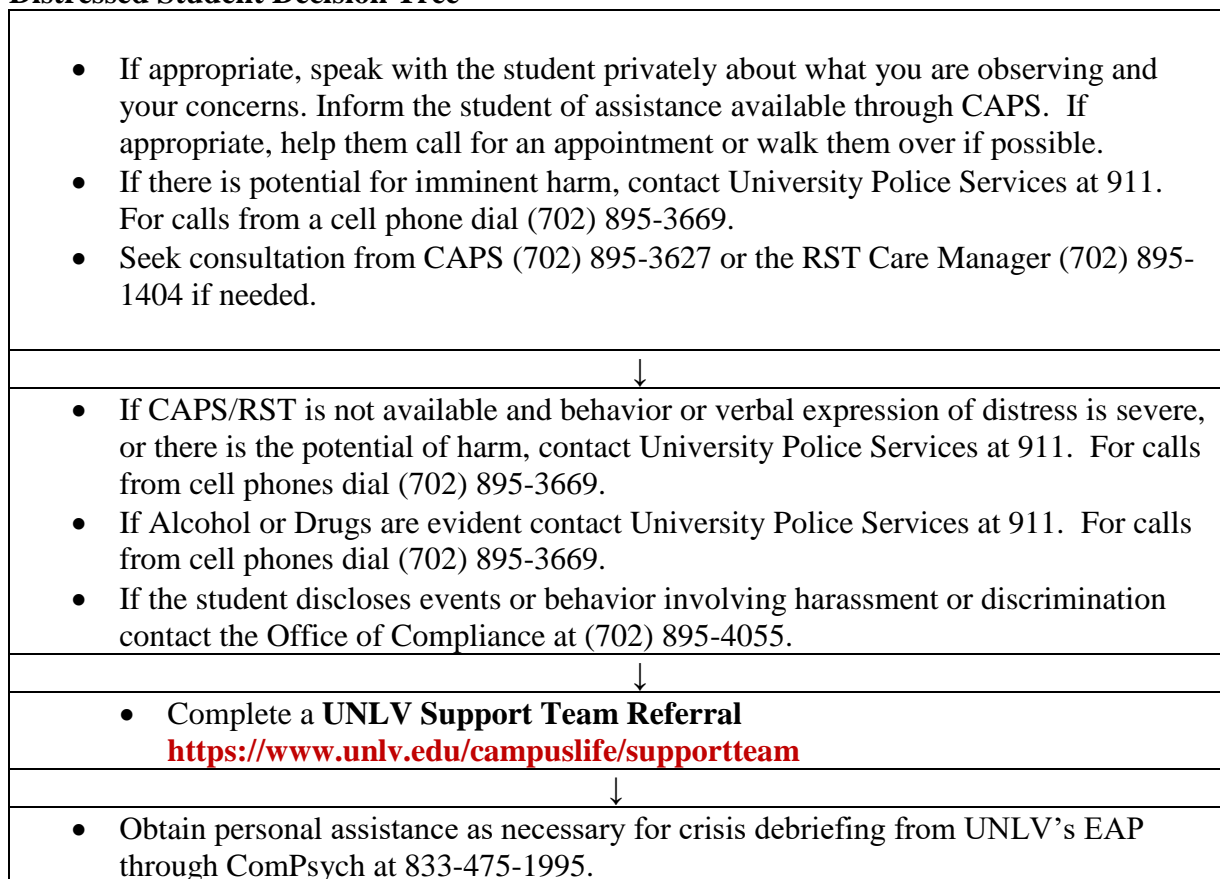 • If appropriate, speak with the student privately about what you are observing and
your concerns. Inform the student of assistance available through CAPS.  If
appropriate, help them call for an appointment or walk them over if possible.
• If there is potential for imminent harm, contact University Police Services at 911.
For calls from a cell phone dial (702) 895-3669.
• Seek consultation from CAPS (702) 895-3627 or the RST Care Manager (702) 895-
1404 if needed.
↓
• If CAPS/RST is not available and behavior or verbal expression of distress is severe,
or there is the potential of harm, contact University Police Services at 911.  For calls
from cell phones dial (702) 895-3669.
• If Alcohol or Drugs are evident contact University Police Services at 911.  For calls
from cell phones dial (702) 895-3669.
• If the student discloses events or behavior involving harassment or discrimination
contact the Office of Compliance at (702) 895-4055.
↓
• Complete a UNLV Support Team Referral
https://www.unlv.edu/campuslife/supportteam
↓
• Obtain personal assistance as necessary for crisis debriefing from UNLV's EAP
through ComPsych at 833-475-1995.